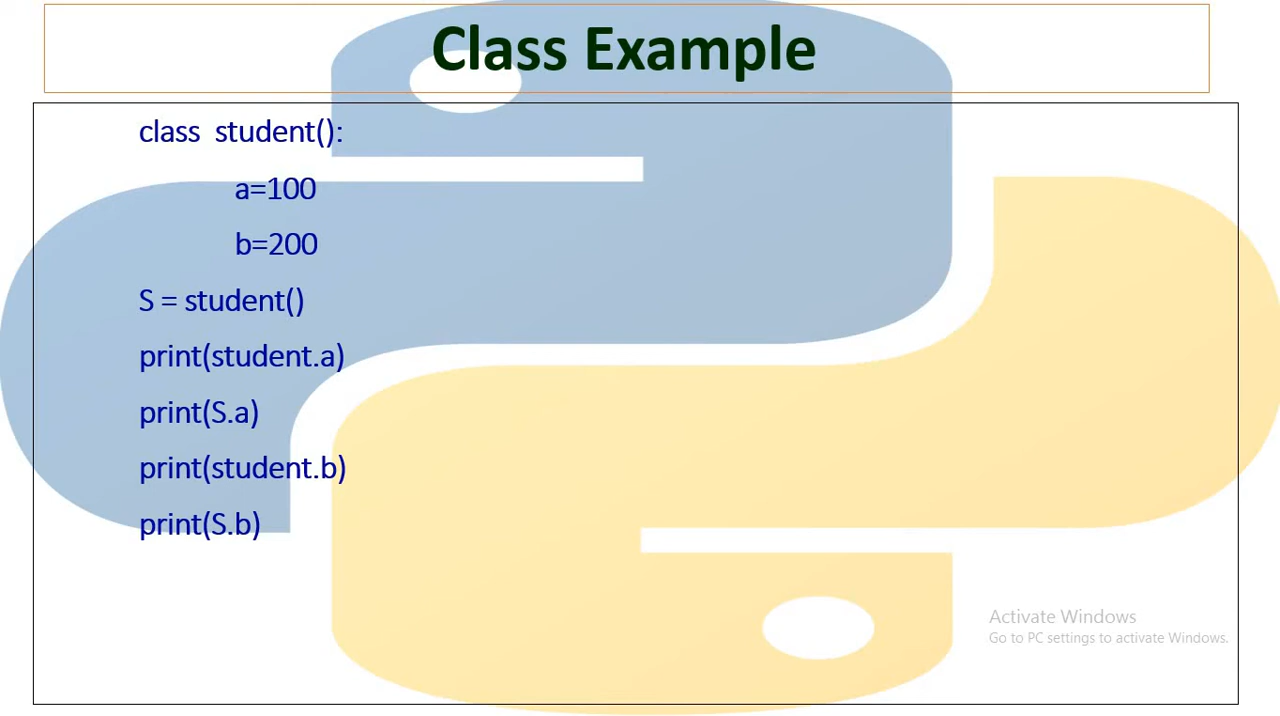 Class Example
class  student():
a=100
b=200
S = student()
print(student.a)
print(S.a)
print(student.b)
print(S.b)
Activate Windows
Go to PC settings to activate Windows.